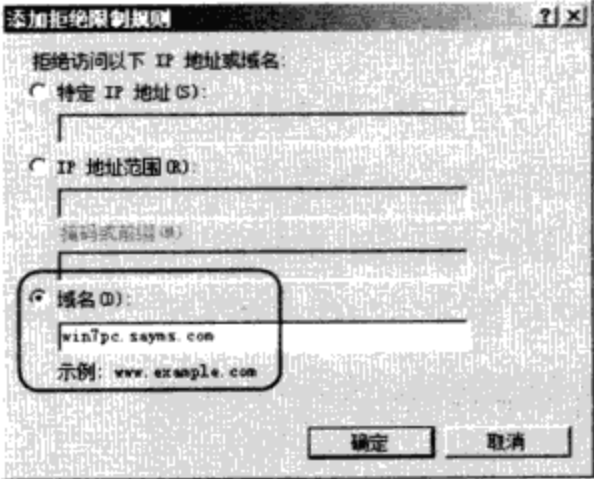 添加拒绝限制规则
拒绝访问以下 IP 地址或域名:
特定 IP 地址(S):
IP 地址范围(R):
掩码或前缀(M)
域名(D):
win7pc.sayms.com
示例: www.example.com
确定
取消